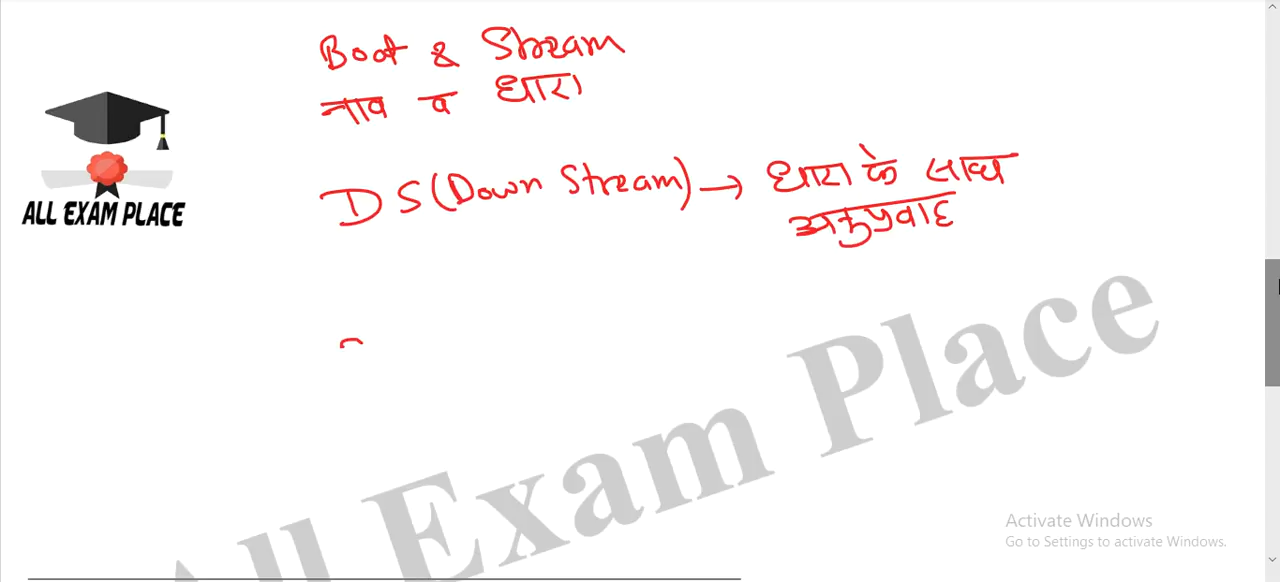 Boat & Stream
नाव व धारा
DS (Down Stream) → धारा के साथ
अनुप्रवाह
ALL EXAM PLACE
All Exam Place
Activate Windows
Go to Settings to activate Windows.